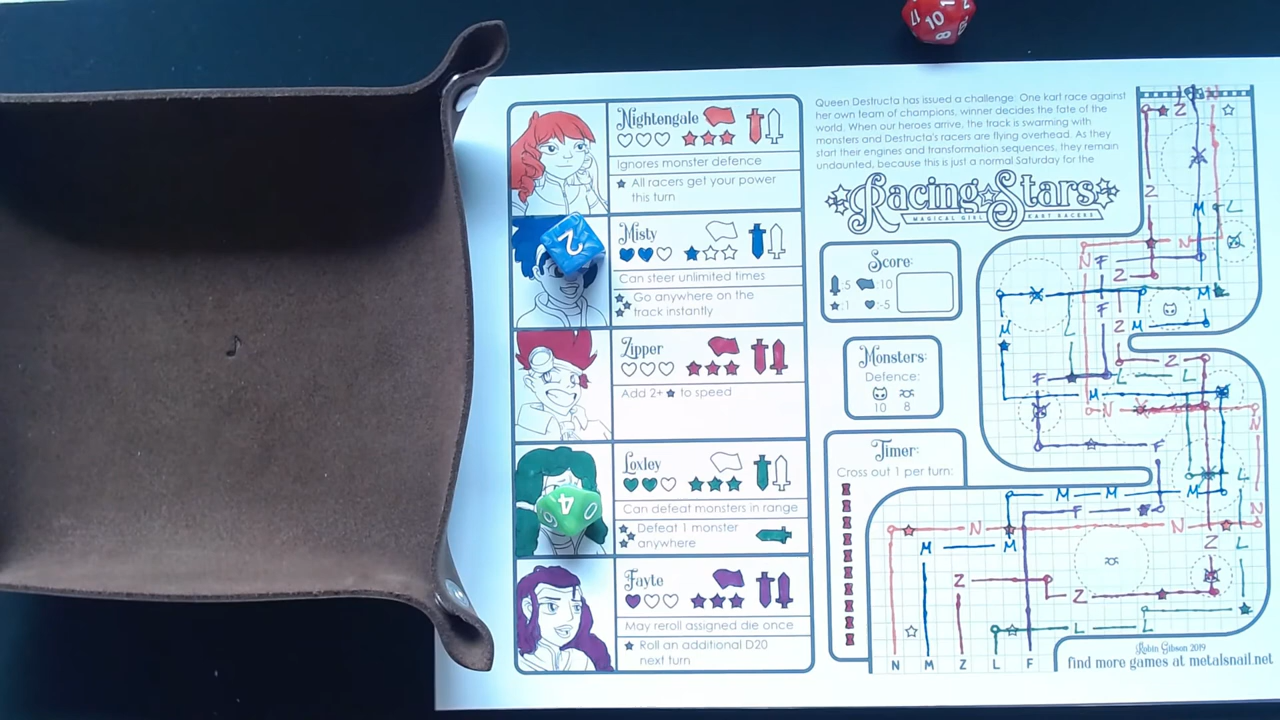 Nightengale
Ignores monster defence
All racers get your power
this turn
Misty
Can steer unlimited times
Go anywhere on the
track instantly
2
Zipper
Add 2+ to speed
Loxley
Can defeat monsters in range
Defeat 1 monster
anywhere
4
0
Fayte
May reroll assigned die once
Roll an additional D20
next turn
Queen Destructa has issued a challenge: One kart race against
her own team of champions, winner decides the fate of the
world. When our heroes arrive, the track is swarming with
monsters and Destructa's racers are flying overhead. As they
start their engines and transformation sequences, they remain
undaunted, because this is just a normal Saturday for the
Racing Stars
MAGICAL GIRL KART RACERS
Score:
:5 :10
:1 :-5
Monsters:
Defence:
10 8
Timer:
Cross out 1 per turn:
17 10
8
Z N
Z
M L
N
N F
Z
M
F Z M
M L
Z
F L L
M
N
N
F
L
M M M
F
N N N
M M
Z L
Z
Z
L L
N M Z L F
Robin Gibson 2019
find more games at metalsnail.net